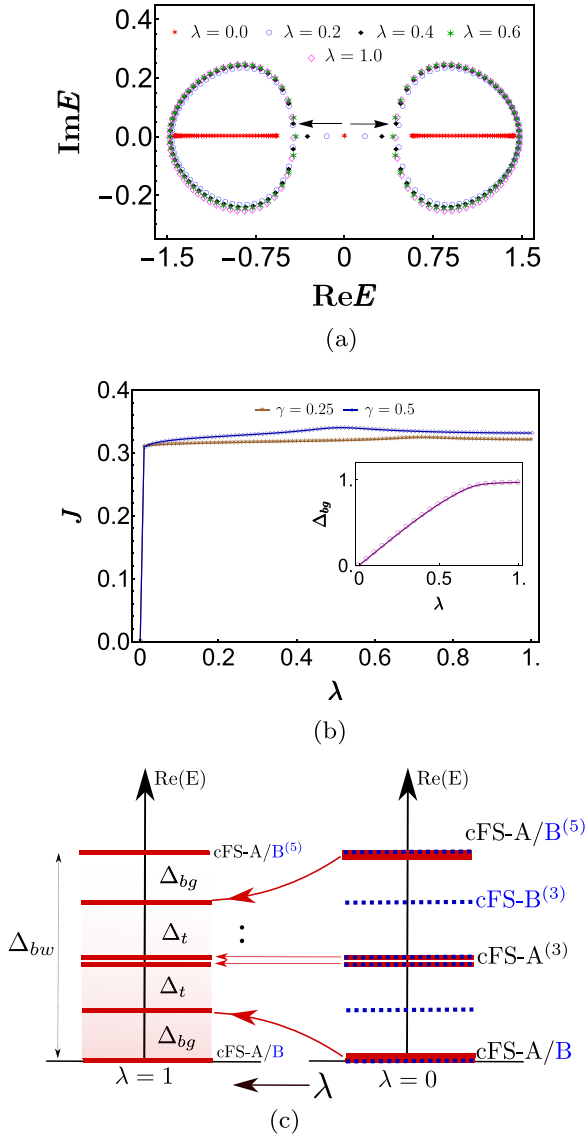 λ = 0.0 λ = 0.2 λ = 0.4 λ = 0.6
λ = 1.0
0.4
0.2
0.0
−0.2
ImE
−1.5 −0.75 0 0.75 1.5
ReE
(a)
0.4
0.3
0.2
0.1
0.0
J
γ = 0.25 γ = 0.5
1.
0.
Δbg
0. 0.5 1.
λ
0 0.2 0.4 0.6 0.8 1.
λ
(b)
Re(E) Re(E)
cFS-A/B(5) cFS-A/B(5)
Δbg
cFS-B(3)
Δt
Δbw
:
cFS-A(3)
Δt
Δbg
cFS-A/B cFS-A/B
λ = 1 λ λ = 0
(c)